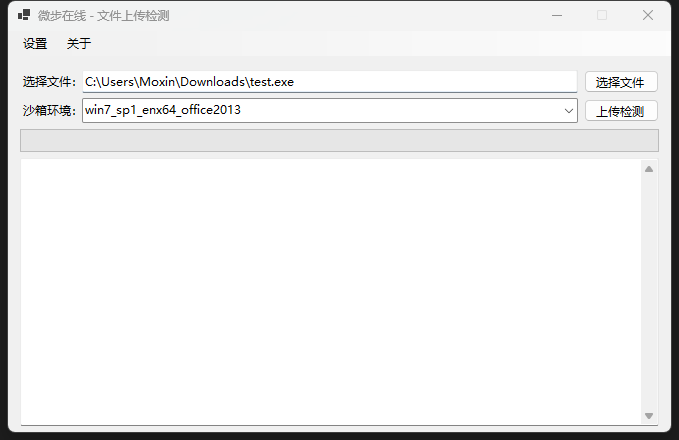 微步在线 - 文件上传检测
设置 关于
选择文件: C:\Users\Moxin\Downloads\test.exe 选择文件
沙箱环境: win7_sp1_enx64_office2013 上传检测